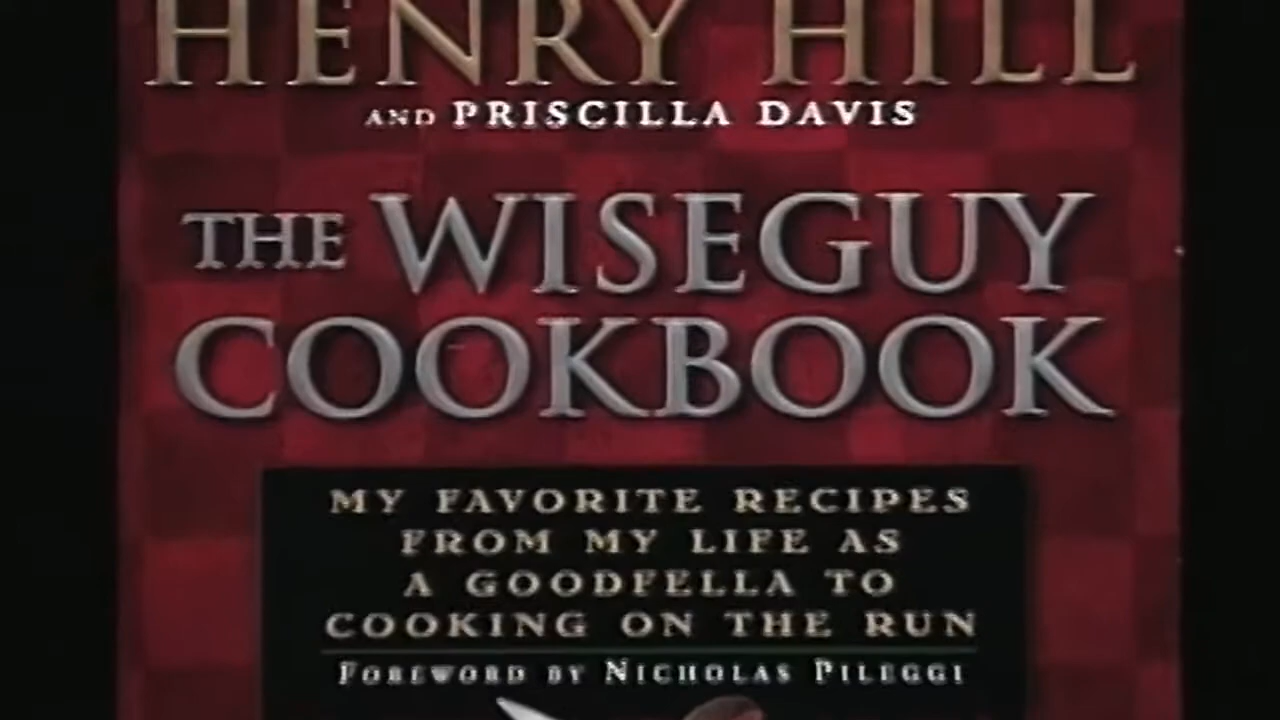 HENRY HILL
AND PRISCILLA DAVIS
THE WISEGUY
COOKBOOK
MY FAVORITE RECIPES
FROM MY LIFE AS
A GOODFELLA TO
COOKING ON THE RUN
FOREWORD BY NICHOLAS PILEGGI